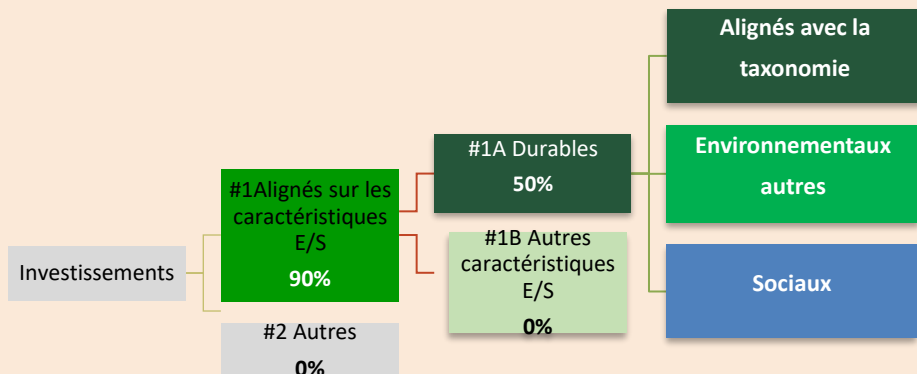 Investissements
#1Alignés sur les
caractéristiques
E/S
90%
#2 Autres
0%
#1A Durables
50%
#1B Autres
caractéristiques
E/S
0%
Alignés avec la
taxonomie
Environnementaux
autres
Sociaux